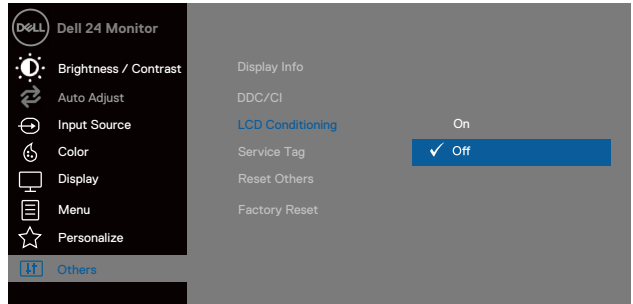 DELL Dell 24 Monitor
Brightness / Contrast
Auto Adjust
Input Source
Color
Display
Menu
Personalize
Others
Display Info
DDC/CI
LCD Conditioning
Service Tag
Reset Others
Factory Reset
On
Off